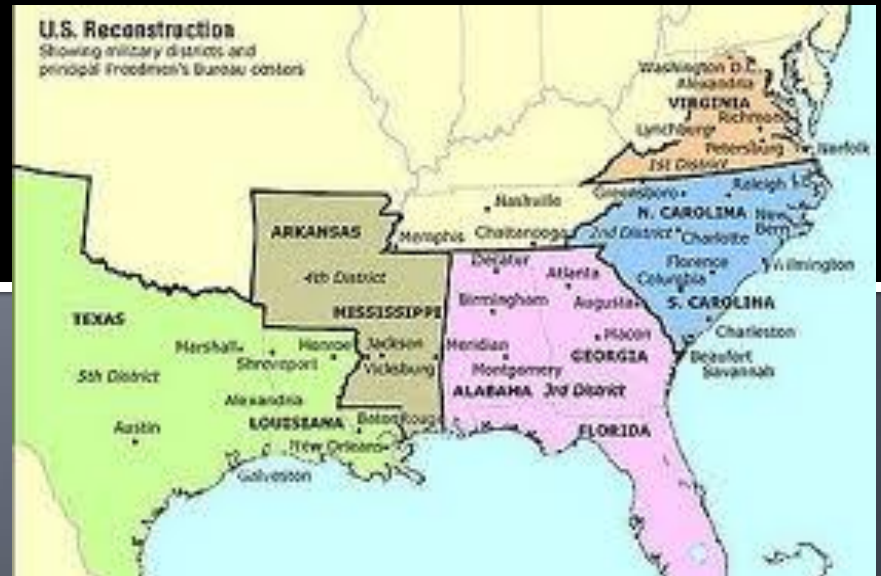 U.S. Reconstruction
Showing military districts and
principal Freedmen's Bureau centers
Washington D.C.
Alexandria
VIRGINIA
Richmond
Lynchburg
Petersburg
Norfolk
1st District
Greensboro
Raleigh
Nashville
N. CAROLINA
New
Bern
ARKANSAS
Memphis
Chattanooga
2nd District
Charlotte
Decatur
Florence
Wilmington
4th District
Atlanta
Columbia
Birmingham
Augusta
S. CAROLINA
MISSISSIPPI
TEXAS
Macon
Charleston
Marshall
Monroe
Jackson
Meridian
GEORGIA
Beaufort
Shreveport
Vicksburg
Montgomery
Savannah
5th District
ALABAMA
3rd District
Alexandria
LOUISIANA
Baton Roug
Austin
FLORIDA
New Orleans
Galveston